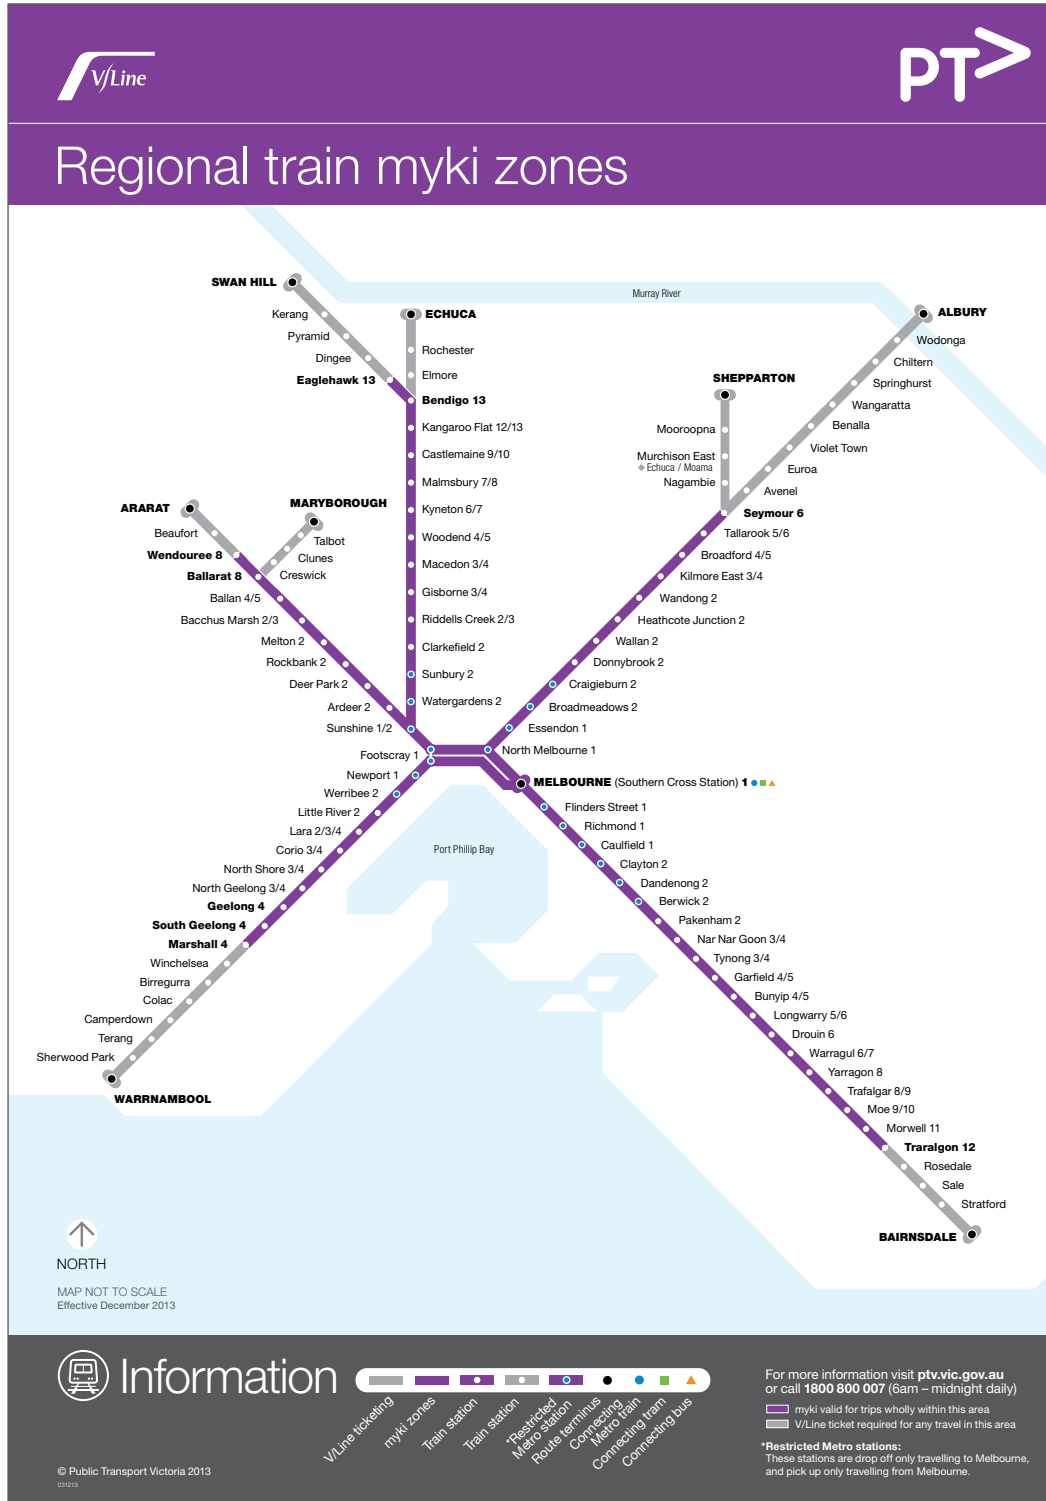 V/Line
PT>
Regional train myki zones
Murray River
SWAN HILL
Kerang
Pyramid
Dingee
Eaglehawk 13
ECHUCA
Rochester
Elmore
Bendigo 13
Kangaroo Flat 12/13
Castlemaine 9/10
Malmsbury 7/8
Kyneton 6/7
Woodend 4/5
Macedon 3/4
Gisborne 3/4
Riddells Creek 2/3
Clarkefield 2
Sunbury 2
Watergardens 2
ALBURY
Wodonga
Chiltern
Springhurst
Wangaratta
Benalla
Violet Town
Euroa
Avenel
Seymour 6
Tallarook 5/6
Broadford 4/5
Kilmore East 3/4
Wandong 2
Heathcote Junction 2
Wallan 2
Donnybrook 2
Craigieburn 2
Broadmeadows 2
Essendon 1
North Melbourne 1
SHEPPARTON
Mooroopna
Murchison East
Echuca / Moama
Nagambie
ARARAT
Beaufort
Wendouree 8
Ballarat 8
MARYBOROUGH
Talbot
Clunes
Creswick
Ballan 4/5
Bacchus Marsh 2/3
Melton 2
Rockbank 2
Deer Park 2
Ardeer 2
Sunshine 1/2
Footscray 1
Newport 1
Werribee 2
Little River 2
Lara 2/3/4
Corio 3/4
North Shore 3/4
North Geelong 3/4
Geelong 4
South Geelong 4
Marshall 4
Winchelsea
Birregurra
Colac
Camperdown
Terang
Sherwood Park
WARRNAMBOOL
Port Phillip Bay
MELBOURNE (Southern Cross Station) 1
Flinders Street 1
Richmond 1
Caulfield 1
Clayton 2
Dandenong 2
Berwick 2
Pakenham 2
Nar Nar Goon 3/4
Tynong 3/4
Garfield 4/5
Bunyip 4/5
Longwarry 5/6
Drouin 6
Warragul 6/7
Yarragon 8
Trafalgar 8/9
Moe 9/10
Morwell 11
Traralgon 12
Rosedale
Sale
Stratford
BAIRNSDALE
NORTH
MAP NOT TO SCALE
Effective December 2013
Information
V/Line ticketing
myki zones
Train station
Train station
*Restricted
Metro station
Route terminus
Connecting
Metro train
Connecting tram
Connecting bus
For more information visit ptv.vic.gov.au
or call 1800 800 007 (6am – midnight daily)
myki valid for trips wholly within this area
V/Line ticket required for any travel in this area
*Restricted Metro stations:
These stations are drop off only travelling to Melbourne,
and pick up only travelling from Melbourne.
© Public Transport Victoria 2013
031213